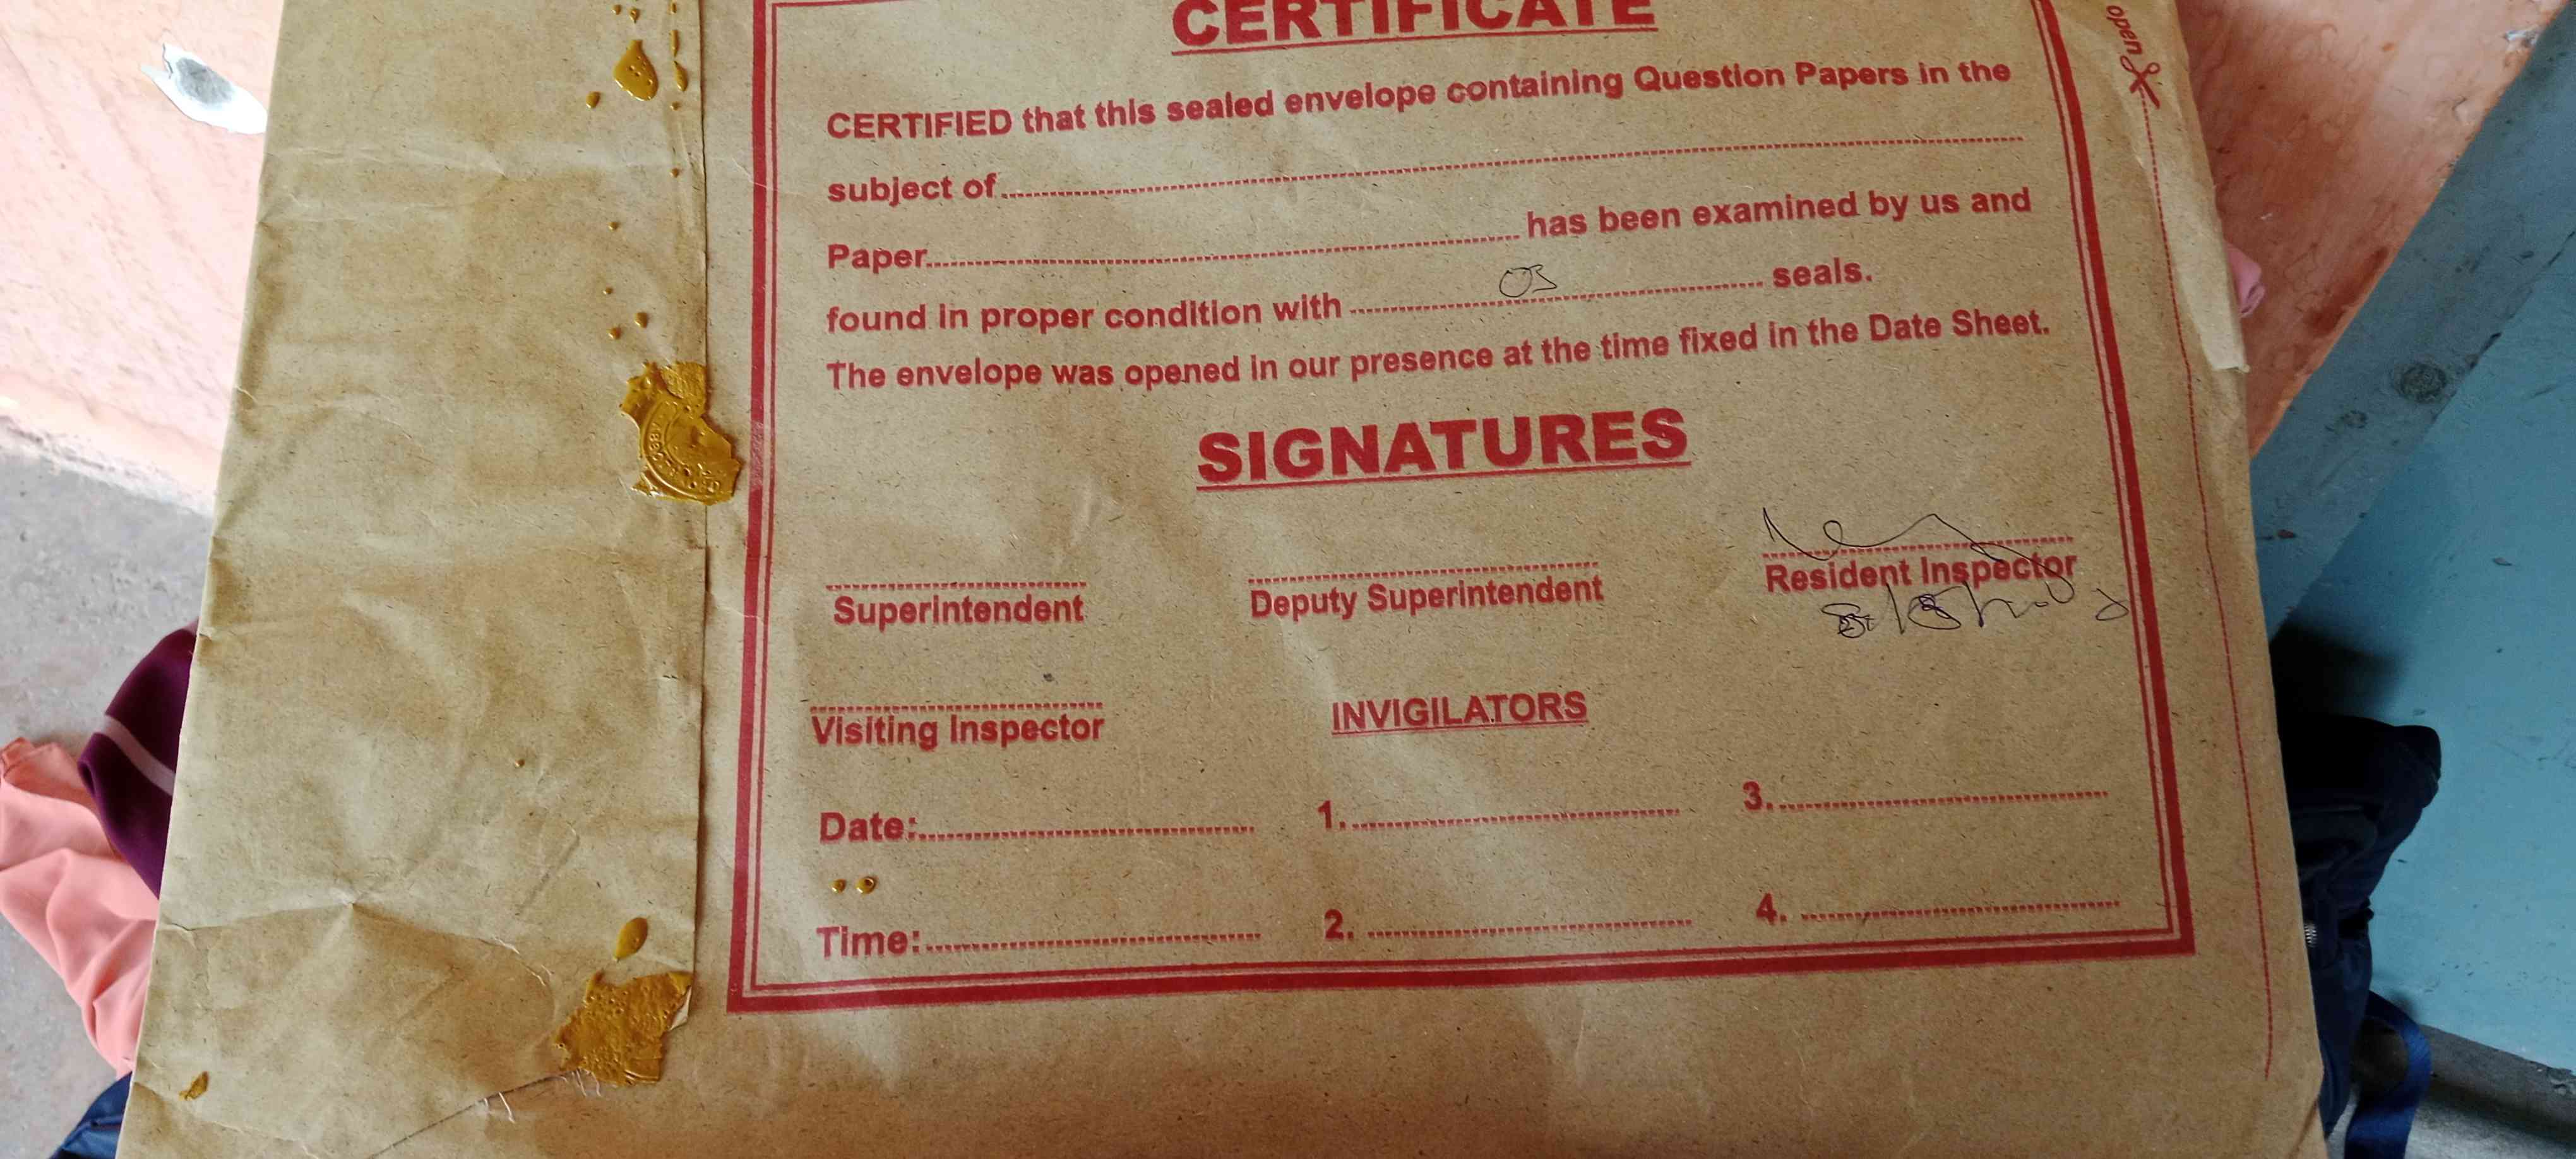 CERTIFICATE
open
CERTIFIED that this sealed envelope containing Question Papers in the
subject of
Paper has been examined by us and
found in proper condition with 03 seals.
The envelope was opened in our presence at the time fixed in the Date Sheet.
SIGNATURES
Superintendent
Deputy Superintendent
Resident Inspector
Visiting Inspector
INVIGILATORS
Date:
1.
3.
Time:
2.
4.